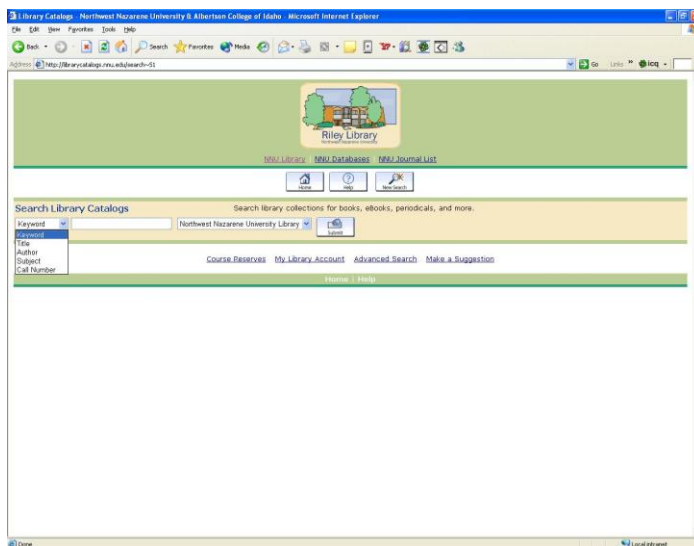 Library Catalogs - Northwest Nazarene University & Albertson College of Idaho - Microsoft Internet Explorer
File Edit View Favorites Tools Help
Back Search Favorites Media
Address http://librarycatalogs.nnu.edu/search~S1 Go Links » icq
Riley Library
Northwest Nazarene University
NNU Library NNU Databases NNU Journal List
Home Help New Search
Search Library Catalogs Search library collections for books, eBooks, periodicals, and more.
Keyword Northwest Nazarene University Library Submit
Keyword
Title
Author
Subject
Call Number
Course Reserves My Library Account Advanced Search Make a Suggestion
Home | Help
Done Local intranet